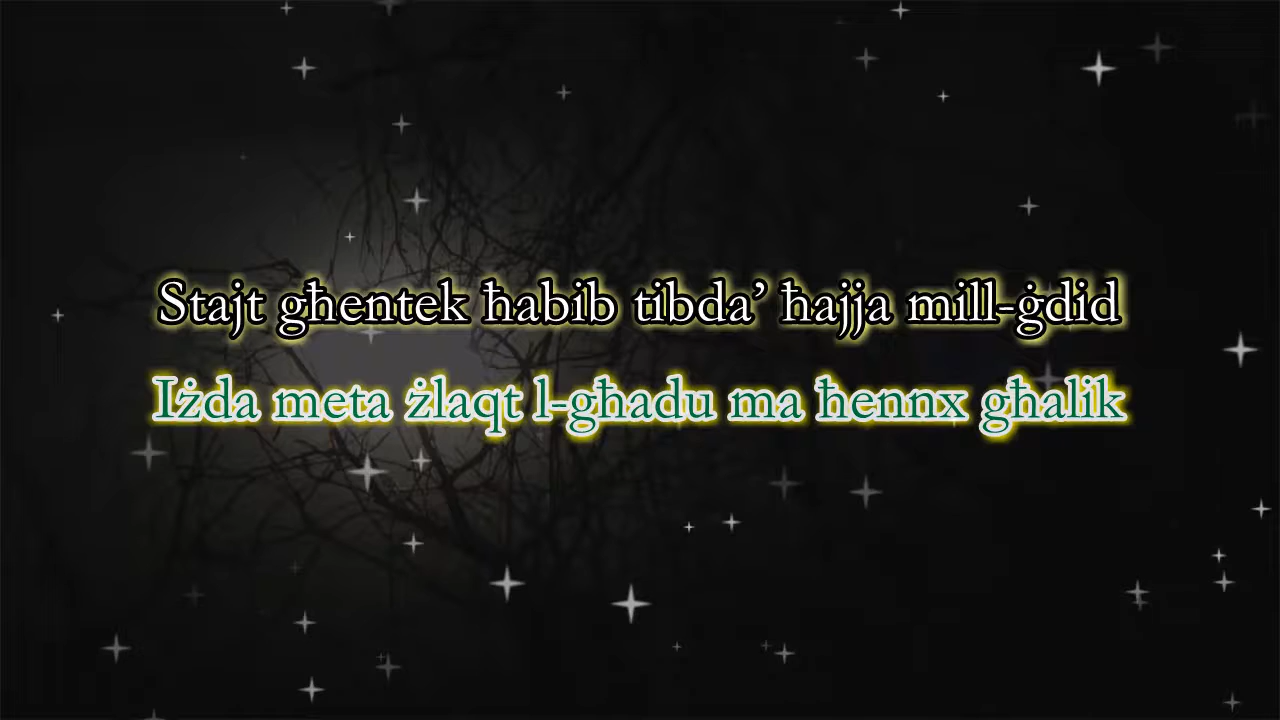 Stajt għentek ħabib tibda’ ħajja mill-ġdid
Iżda meta żlaqt l-għadu ma ħennx għalik